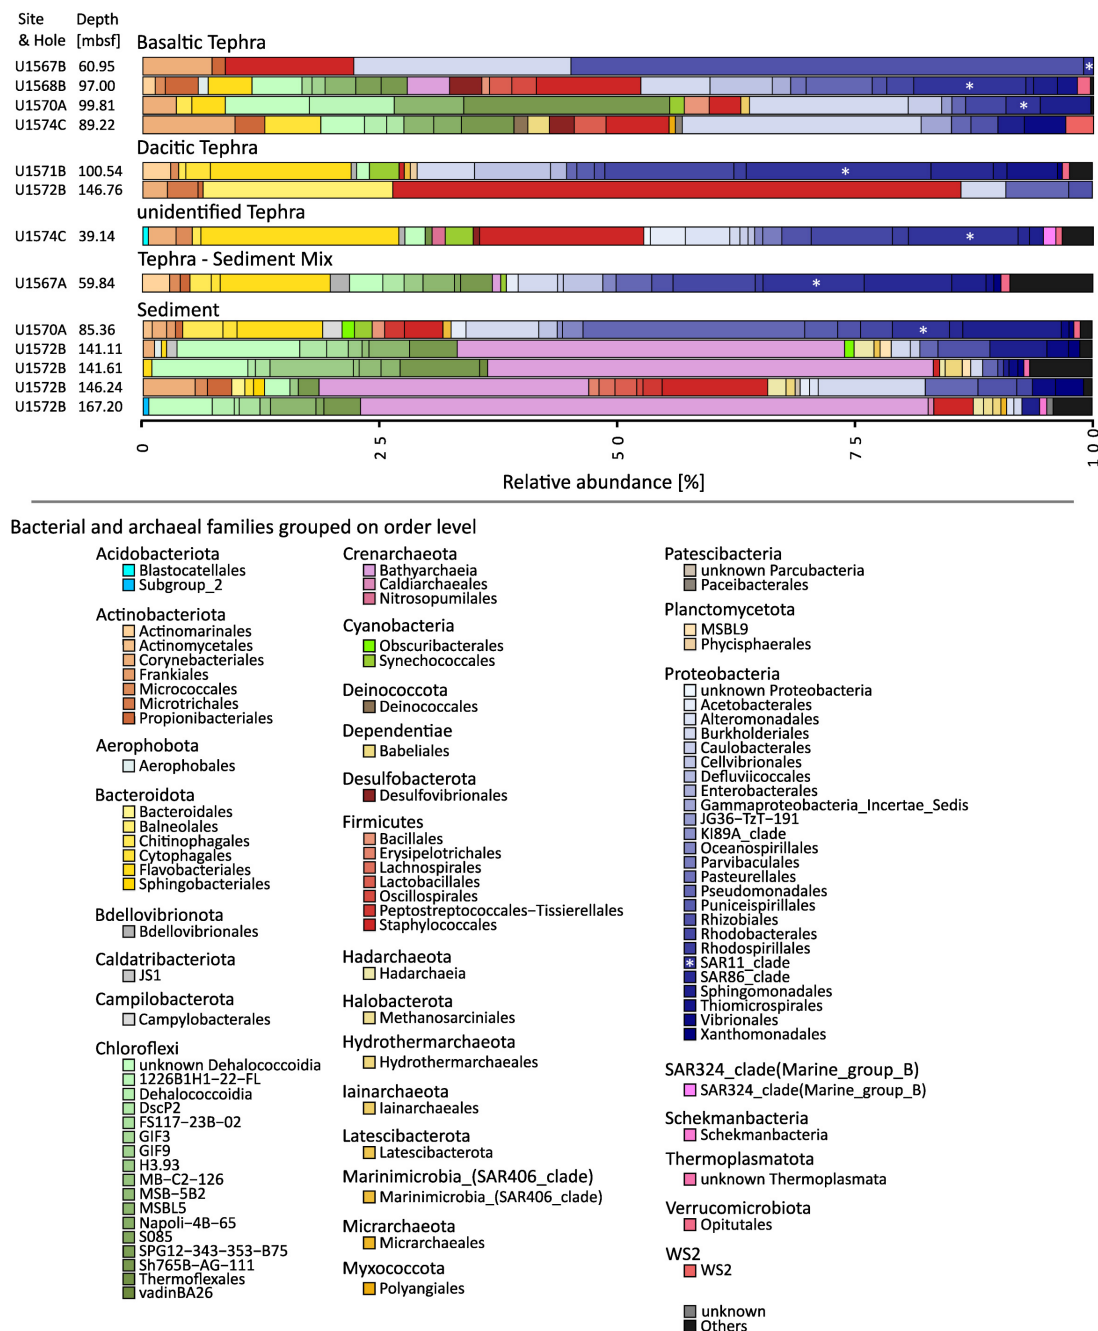 Site Depth
& Hole [mbsf]
Basaltic Tephra
U1567B 60.95
U1568B 97.00
U1570A 99.81
U1574C 89.22
Dacitic Tephra
U1571B 100.54
U1572B 146.76
unidentified Tephra
U1574C 39.14
Tephra - Sediment Mix
U1567A 59.84
Sediment
U1570A 85.36
U1572B 141.11
U1572B 141.61
U1572B 146.24
U1572B 167.20
0 25 50 75 100
Relative abundance [%]
Bacterial and archaeal families grouped on order level
Acidobacteriota
Blastocatellales
Subgroup_2
Actinobacteriota
Actinomarinales
Actinomycetales
Corynebacteriales
Frankiales
Micrococcales
Microtrichales
Propionibacteriales
Aerophobota
Aerophobales
Bacteroidota
Bacteroidales
Balneolales
Chitinophagales
Cytophagales
Flavobacteriales
Sphingobacteriales
Bdellovibrionota
Bdellovibrionales
Caldatribacteriota
JS1
Campilobacterota
Campylobacterales
Chloroflexi
unknown Dehalococcoidia
1226B1H1−22−FL
Dehalococcoidia
DscP2
FS117−23B−02
GIF3
GIF9
H3.93
MB−C2−126
MSB−5B2
MSBL5
Napoli−4B−65
S085
SPG12−343−353−B75
Sh765B−AG−111
Thermoflexales
vadinBA26
Crenarchaeota
Bathyarchaeia
Caldiarchaeales
Nitrosopumilales
Cyanobacteria
Obscuribacterales
Synechococcales
Deinococcota
Deinococcales
Dependentiae
Babeliales
Desulfobacterota
Desulfovibrionales
Firmicutes
Bacillales
Erysipelotrichales
Lachnospirales
Lactobacillales
Oscillospirales
Peptostreptococcales−Tissierellales
Staphylococcales
Hadarchaeota
Hadarchaeia
Halobacterota
Methanosarciniales
Hydrothermarchaeota
Hydrothermarchaeales
Iainarchaeota
Iainarchaeales
Latescibacterota
Latescibacterota
Marinimicrobia_(SAR406_clade)
Marinimicrobia_(SAR406_clade)
Micrarchaeota
Micrarchaeales
Myxococcota
Polyangiales
Patescibacteria
unknown Parcubacteria
Paceibacterales
Planctomycetota
MSBL9
Phycisphaerales
Proteobacteria
unknown Proteobacteria
Acetobacterales
Alteromonadales
Burkholderiales
Caulobacterales
Cellvibrionales
Defluviicoccales
Enterobacterales
Gammaproteobacteria_Incertae_Sedis
JG36−TzT−191
KI89A_clade
Oceanospirillales
Parvibaculales
Pasteurellales
Pseudomonadales
Puniceispirillales
Rhizobiales
Rhodobacterales
Rhodospirillales
* SAR11_clade
SAR86_clade
Sphingomonadales
Thiomicrospirales
Vibrionales
Xanthomonadales
SAR324_clade(Marine_group_B)
SAR324_clade(Marine_group_B)
Schekmanbacteria
Schekmanbacteria
Thermoplasmatota
unknown Thermoplasmata
Verrucomicrobiota
Opitutales
WS2
WS2
unknown
Others